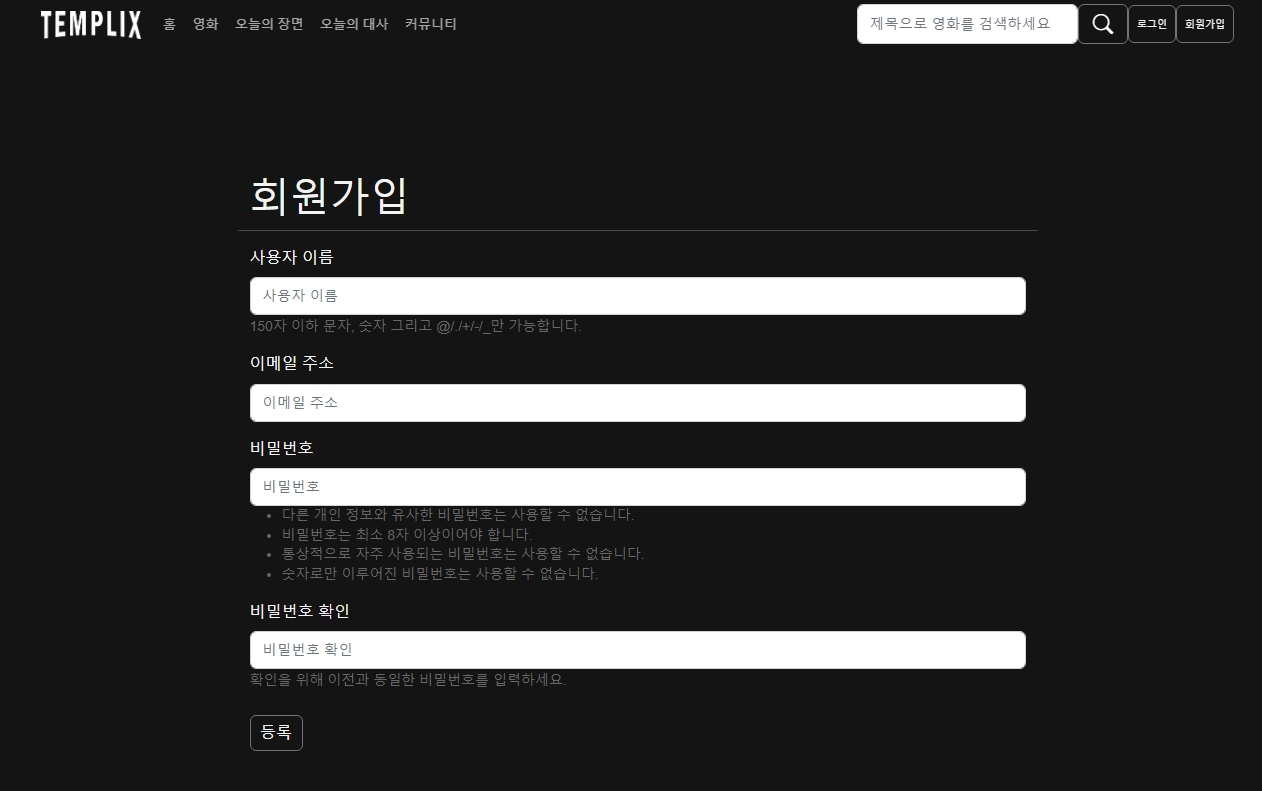 TEMPLIX 홈 영화 오늘의 장면 오늘의 대사 커뮤니티 제목으로 영화를 검색하세요 로그인 회원가입
회원가입
사용자 이름
사용자 이름
150자 이하 문자, 숫자 그리고 @/./+/-/_만 가능합니다.
이메일 주소
이메일 주소
비밀번호
비밀번호
• 다른 개인 정보와 유사한 비밀번호는 사용할 수 없습니다.
• 비밀번호는 최소 8자 이상이어야 합니다.
• 통상적으로 자주 사용되는 비밀번호는 사용할 수 없습니다.
• 숫자로만 이루어진 비밀번호는 사용할 수 없습니다.
비밀번호 확인
비밀번호 확인
확인을 위해 이전과 동일한 비밀번호를 입력하세요.
등록